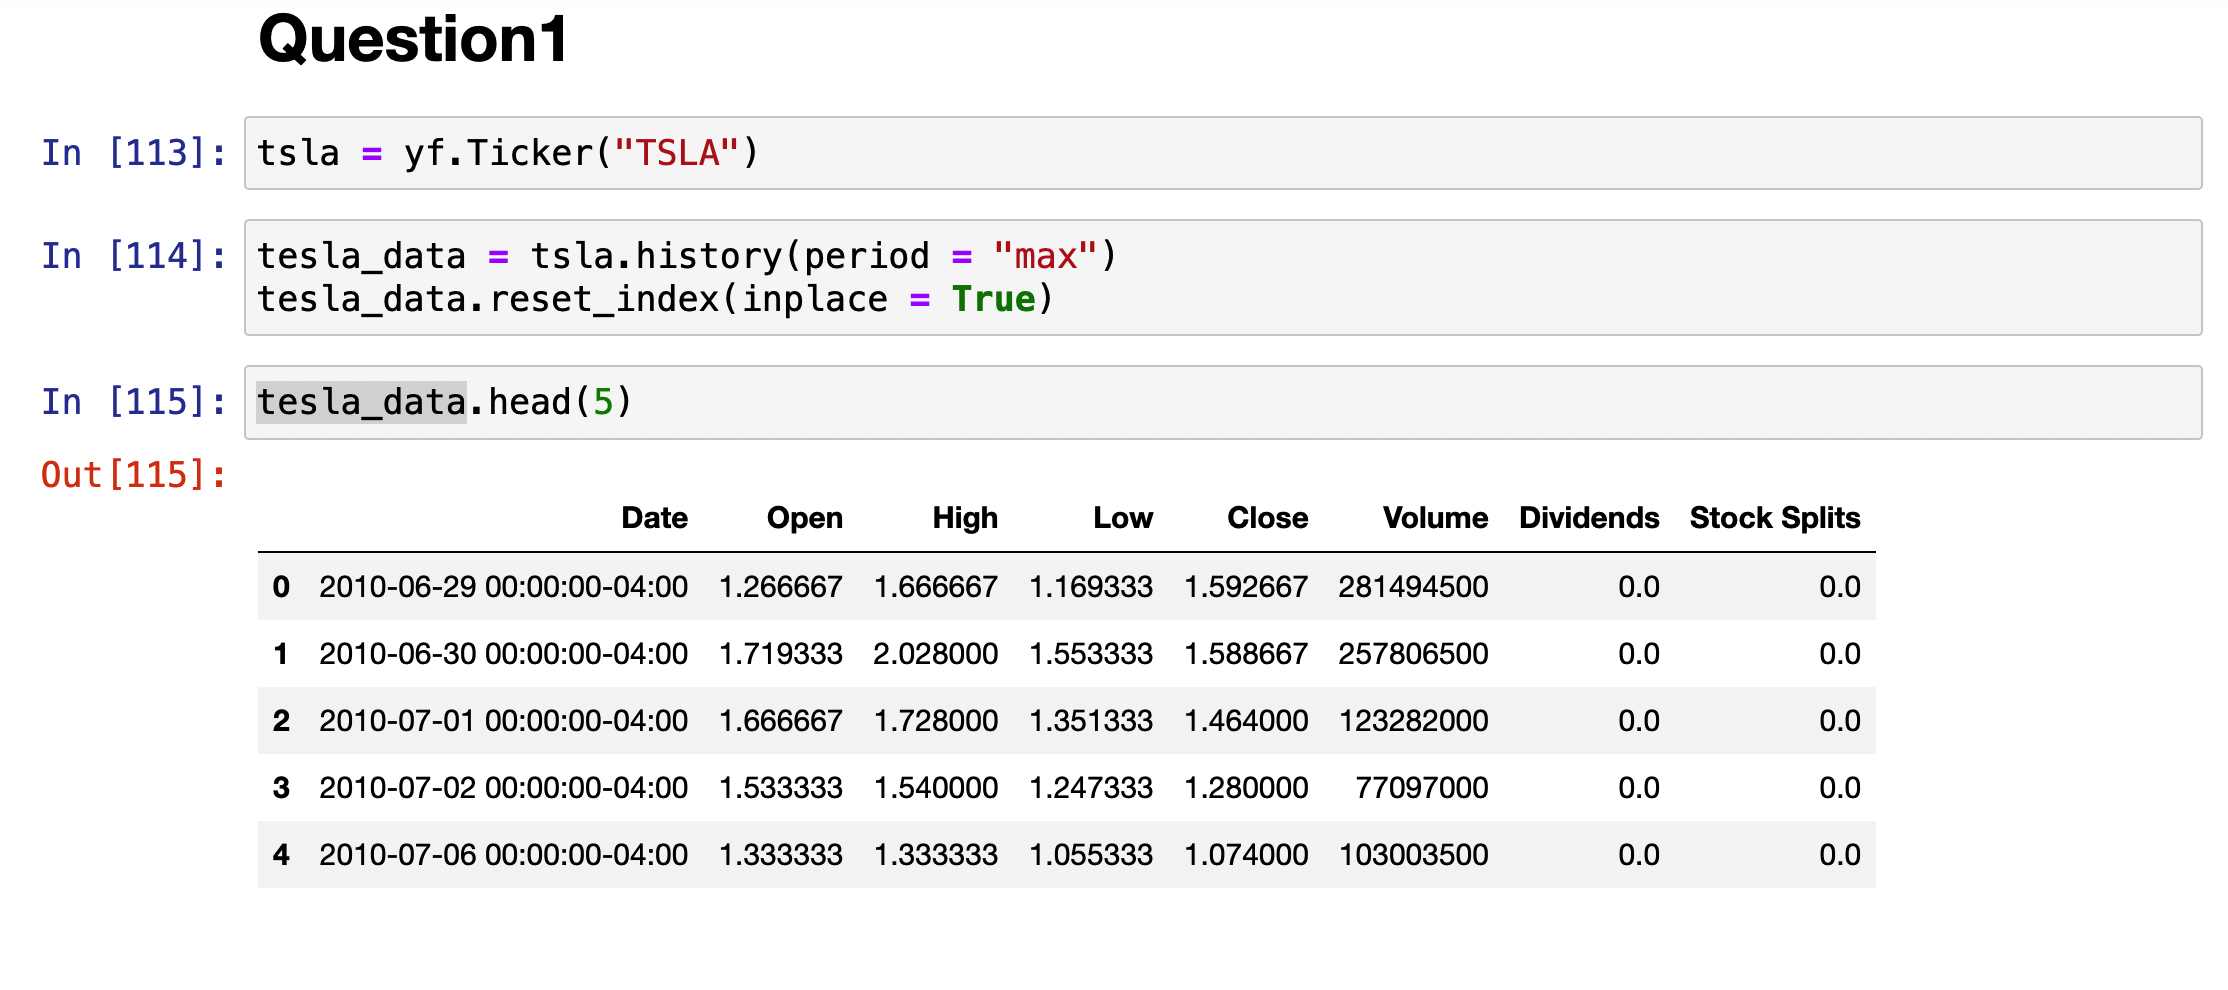 Question1
In [113]: tsla = yf.Ticker("TSLA")
In [114]: tesla_data = tsla.history(period = "max")
tesla_data.reset_index(inplace = True)
In [115]: tesla_data.head(5)
Out[115]:
Date Open High Low Close Volume Dividends Stock Splits
0 2010-06-29 00:00:00-04:00 1.266667 1.666667 1.169333 1.592667 281494500 0.0 0.0
1 2010-06-30 00:00:00-04:00 1.719333 2.028000 1.553333 1.588667 257806500 0.0 0.0
2 2010-07-01 00:00:00-04:00 1.666667 1.728000 1.351333 1.464000 123282000 0.0 0.0
3 2010-07-02 00:00:00-04:00 1.533333 1.540000 1.247333 1.280000 77097000 0.0 0.0
4 2010-07-06 00:00:00-04:00 1.333333 1.333333 1.055333 1.074000 103003500 0.0 0.0